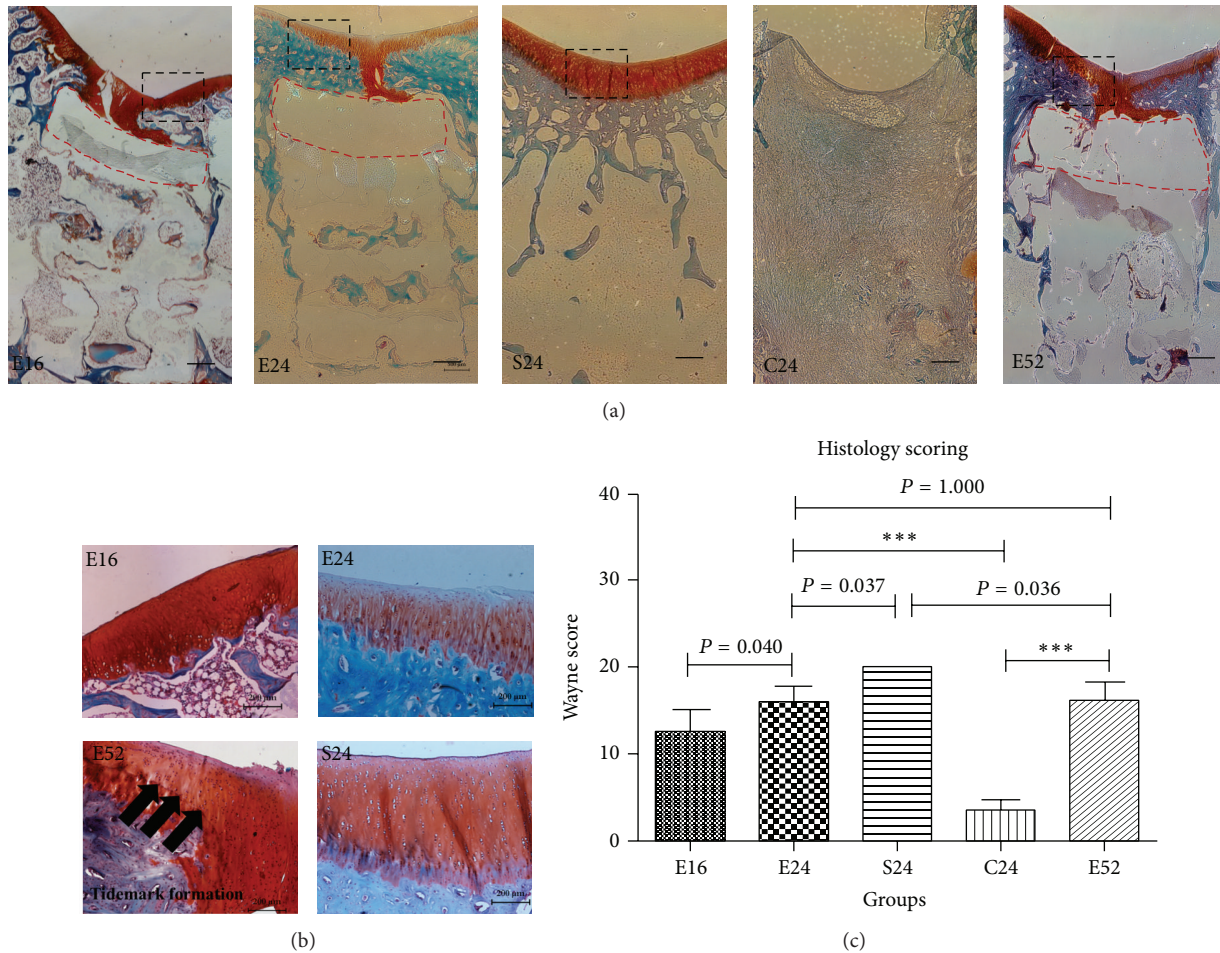 E16
E24
S24
C24
E52
(a)
E16
E24
200 μm
200 μm
E52
S24
Tidemark formation
200 μm
(b)
Histology scoring
P = 1.000
***
P = 0.037
P = 0.036
P = 0.040
***
Wayne score
40
30
20
10
0
E16
E24
S24
C24
E52
Groups
(c)